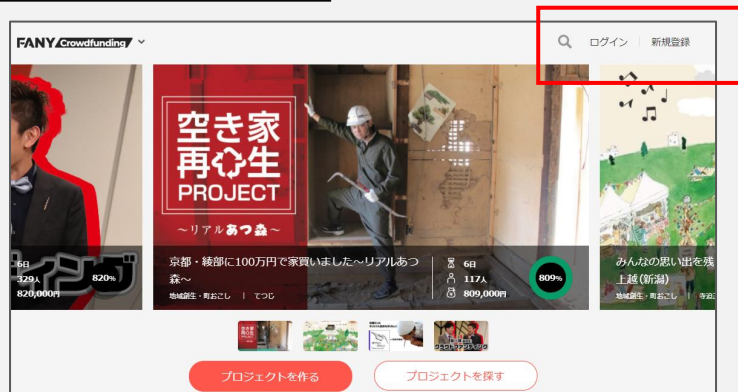 FANY Crowdfunding
ログイン
新規登録
6日
329人
820,000円
820%
空き家
再生
PROJECT
〜リアルあつ森〜
京都・綾部に100万円で家買いました〜リアルあつ
森〜
地域創生・町おこし | てつじ
6日
117人
809,000円
809%
みんなの思い出を残
上越(新潟)
地域創生・町おこし | 寺迫
プロジェクトを作る
プロジェクトを探す